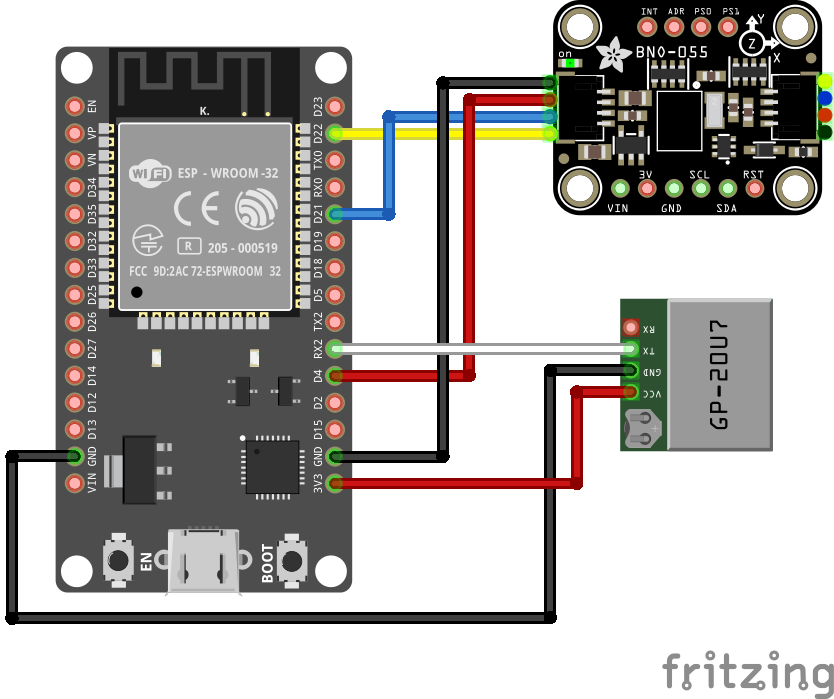 INT ADR PS0 PS1
Y
BNO-055
Z
X
on
3V SCL RST
VIN GND SDA
K.
EN
VP
VN
D34
D35
D32
D33
D25
D26
D27
D14
D12
D13
GND
VIN
D23
D22
TX0
RX0
D21
D19
D18
D5
TX2
RX2
D4
D2
D15
GND
3V3
Wi Fi ESP - WROOM -32
CE
R 205 - 000519
FCC 9D:2AC 72-ESPWROOM 32
EN
BOOT
RX
TX
GND
VCC
GP-20U7
fritzing